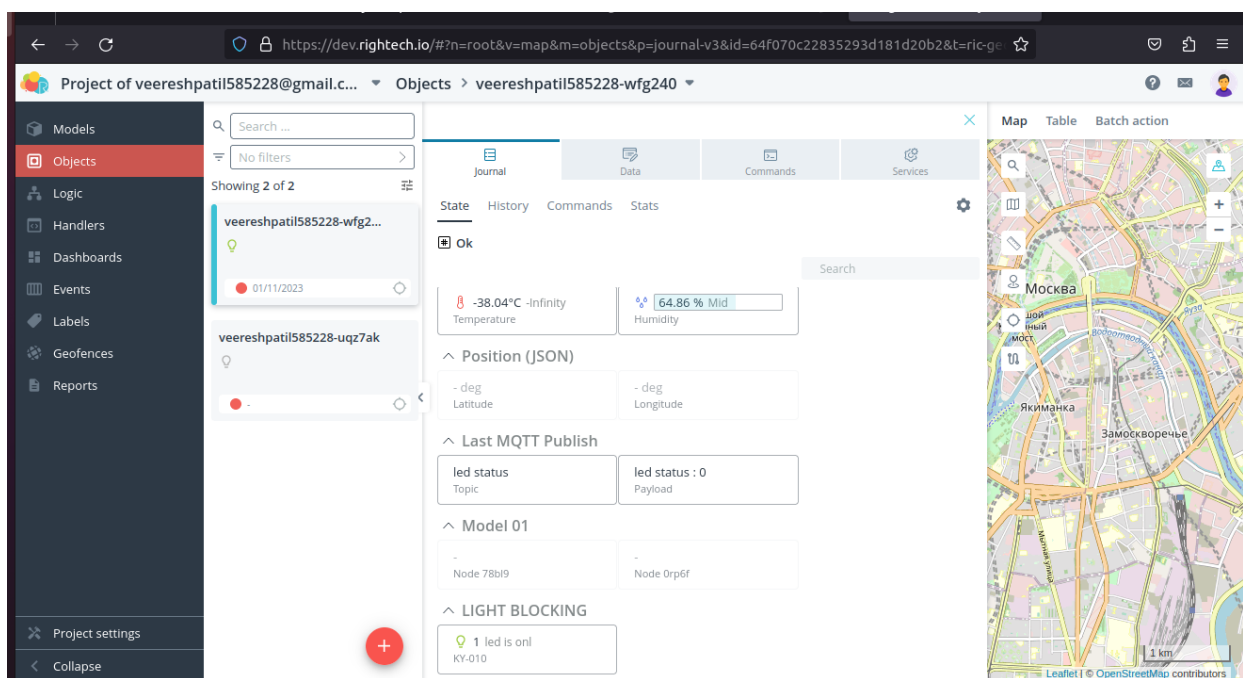 https://dev.rightech.io/#?n=root&v=map&m=objects&p=journal-v3&id=64f070c22835293d181d20b2&t=ric-ge
Project of veereshpatil585228@gmail.c... Objects > veereshpatil585228-wfg240
Models
Objects
Logic
Handlers
Dashboards
Events
Labels
Geofences
Reports
Project settings
Collapse
Search ...
No filters
Showing 2 of 2
veereshpatil585228-wfg2...
01/11/2023
veereshpatil585228-uqz7ak
-
Journal Data Commands Services
State History Commands Stats
Ok
Search
-38.04°C -Infinity
Temperature
64.86 % Mid
Humidity
Position (JSON)
- deg
Latitude
- deg
Longitude
Last MQTT Publish
led status
Topic
led status : 0
Payload
Model 01
-
Node 78bl9
-
Node 0rp6f
LIGHT BLOCKING
1 led is onl
KY-010
Map Table Batch action
+
−
Москва
мост
Якиманка
Замоскворечье
1 km
Leaflet | © OpenStreetMap contributors